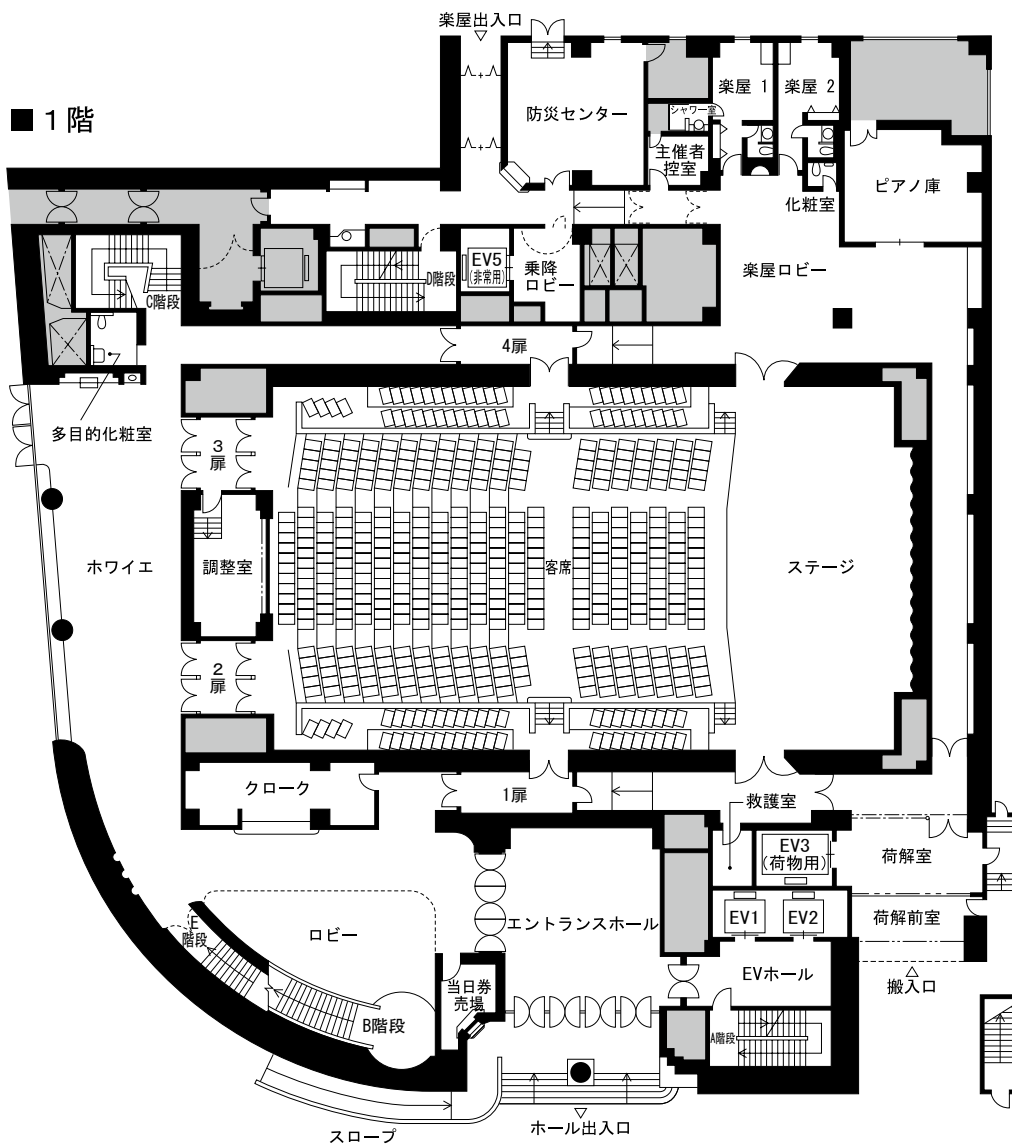 楽屋出入口
■ 1階
防災センター
シャワー室
楽屋 1
楽屋 2
主催者
控室
化粧室
ピアノ庫
EV5
(非常用)
乗降
ロビー
D階段
C階段
楽屋ロビー
4扉
多目的化粧室
3
扉
ホワイエ
調整室
客席
ステージ
2
扉
クローク
1扉
救護室
EV3
(荷物用)
荷解室
E
階段
ロビー
エントランスホール
EV1
EV2
荷解前室
当日券
売場
EVホール
搬入口
B階段
A階段
スロープ
ホール出入口